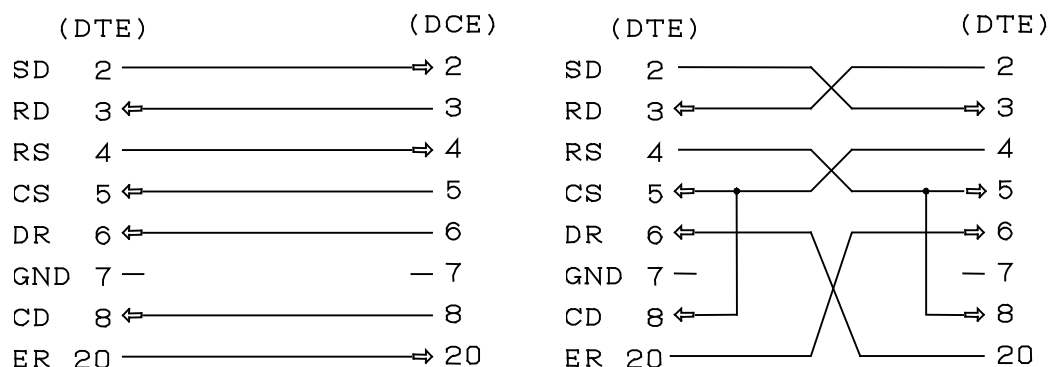 (DTE) (DCE)
SD 2 2
RD 3 3
RS 4 4
CS 5 5
DR 6 6
GND 7 7
CD 8 8
ER 20 20
(DTE) (DTE)
SD 2 2
RD 3 3
RS 4 4
CS 5 5
DR 6 6
GND 7 7
CD 8 8
ER 20 20